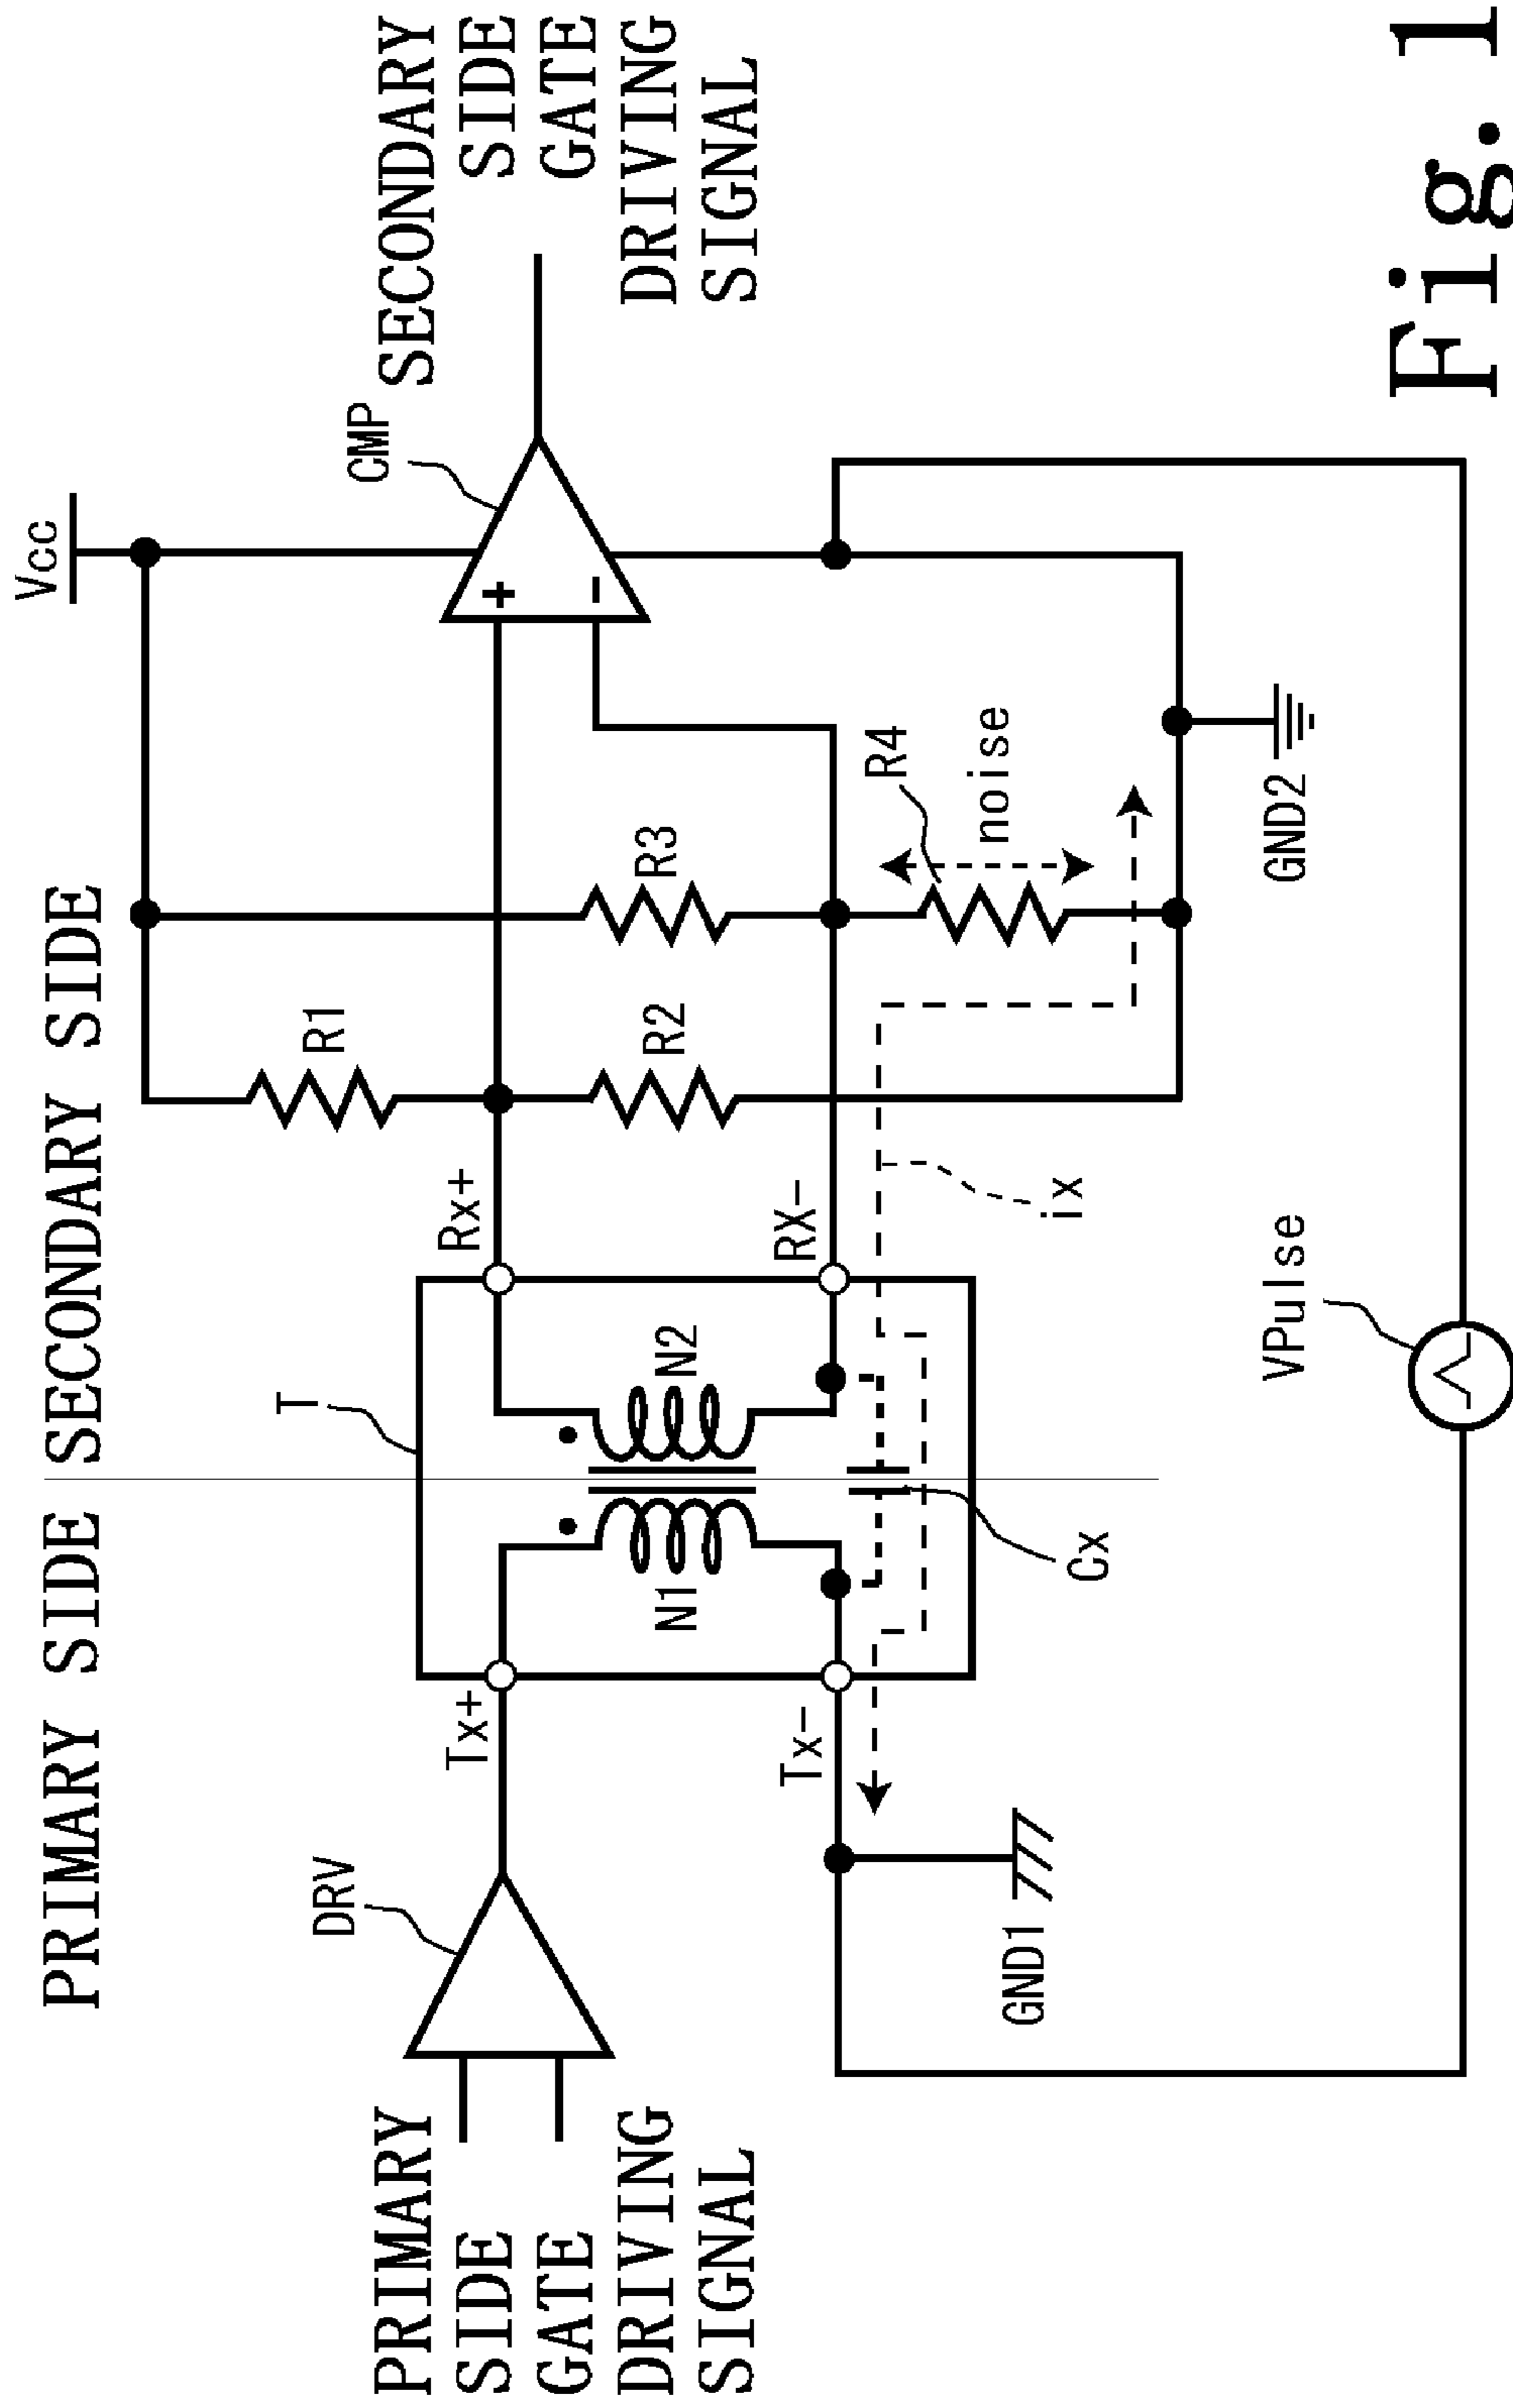 PRIMARY SIDE
SECONDARY SIDE
Vcc
PRIMARY
SIDE
GATE
DRIVING
SIGNAL
DRV
Tx+
Tx-
GND1
T
N1
N2
Cx
Rx+
RX-
ix
R1
R2
R3
R4
noise
GND2
CMP
+
-
SECONDARY
SIDE
GATE
DRIVING
SIGNAL
VPulse
Fig. 1